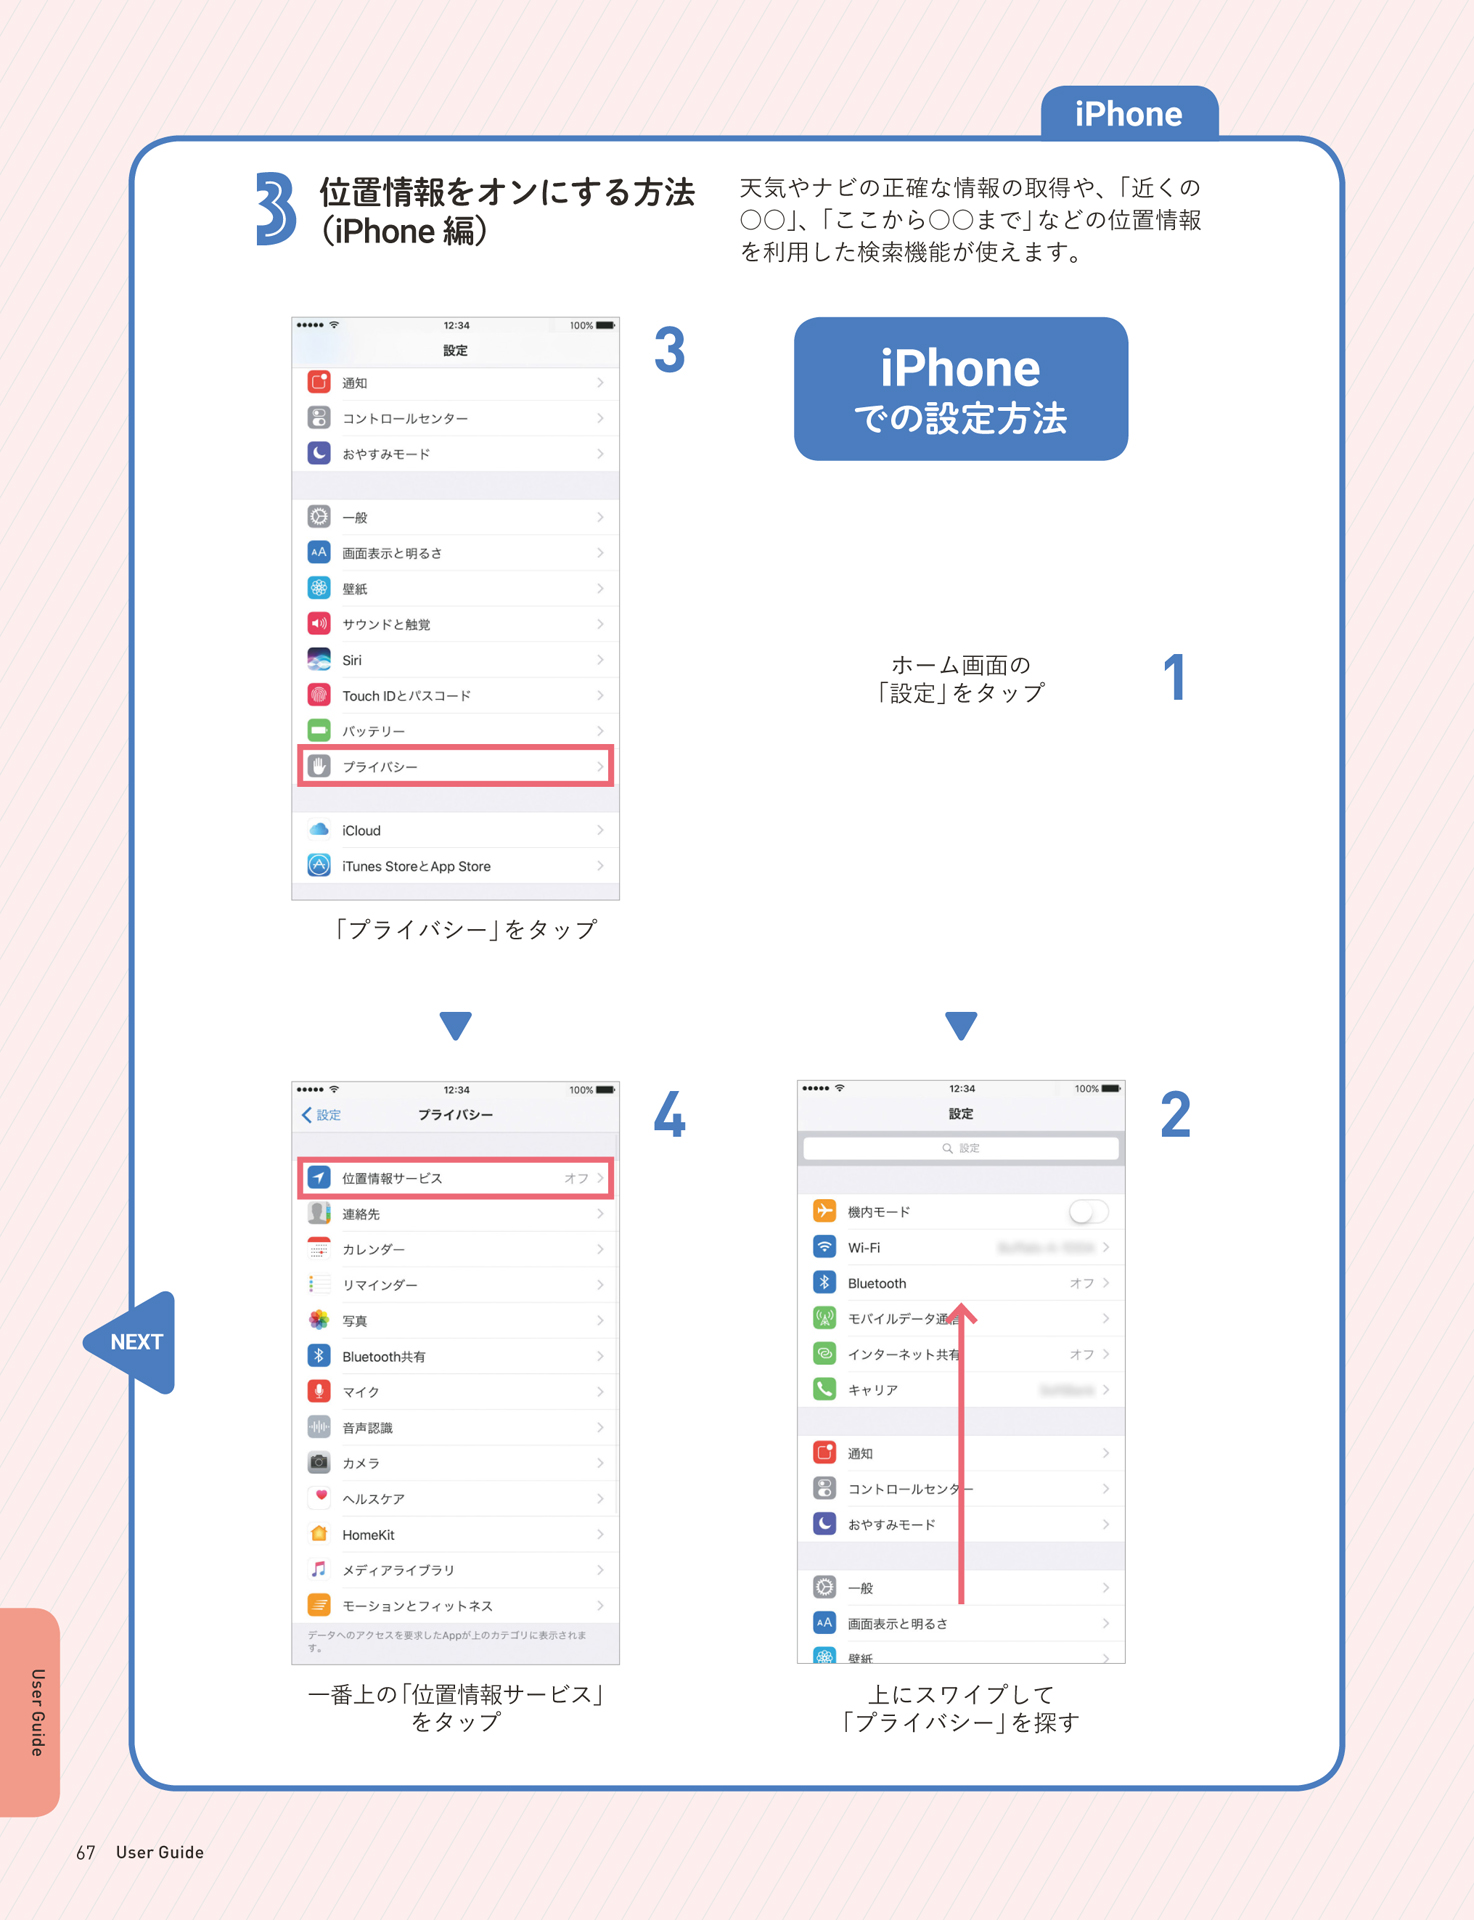 iPhone
3 位置情報をオンにする方法
（iPhone 編）
天気やナビの正確な情報の取得や、「近くの
○○」、「ここから○○まで」などの位置情報
を利用した検索機能が使えます。
iPhone
での設定方法
1
ホーム画面の
「設定」をタップ
2
12:34 100%
設定
設定
機内モード
Wi-Fi
Bluetooth オフ
モバイルデータ通信
インターネット共有 オフ
キャリア
通知
コントロールセンター
おやすみモード
一般
AA 画面表示と明るさ
壁紙
上にスワイプして
「プライバシー」を探す
3
12:34 100%
設定
通知
コントロールセンター
おやすみモード
一般
AA 画面表示と明るさ
壁紙
サウンドと触覚
Siri
Touch IDとパスコード
バッテリー
プライバシー
iCloud
iTunes StoreとApp Store
「プライバシー」をタップ
4
12:34 100%
設定 プライバシー
位置情報サービス オフ
連絡先
カレンダー
リマインダー
写真
Bluetooth共有
マイク
音声認識
カメラ
ヘルスケア
HomeKit
メディアライブラリ
モーションとフィットネス
データへのアクセスを要求したAppが上のカテゴリに表示されま
す。
一番上の「位置情報サービス」
をタップ
NEXT
User Guide
67 User Guide